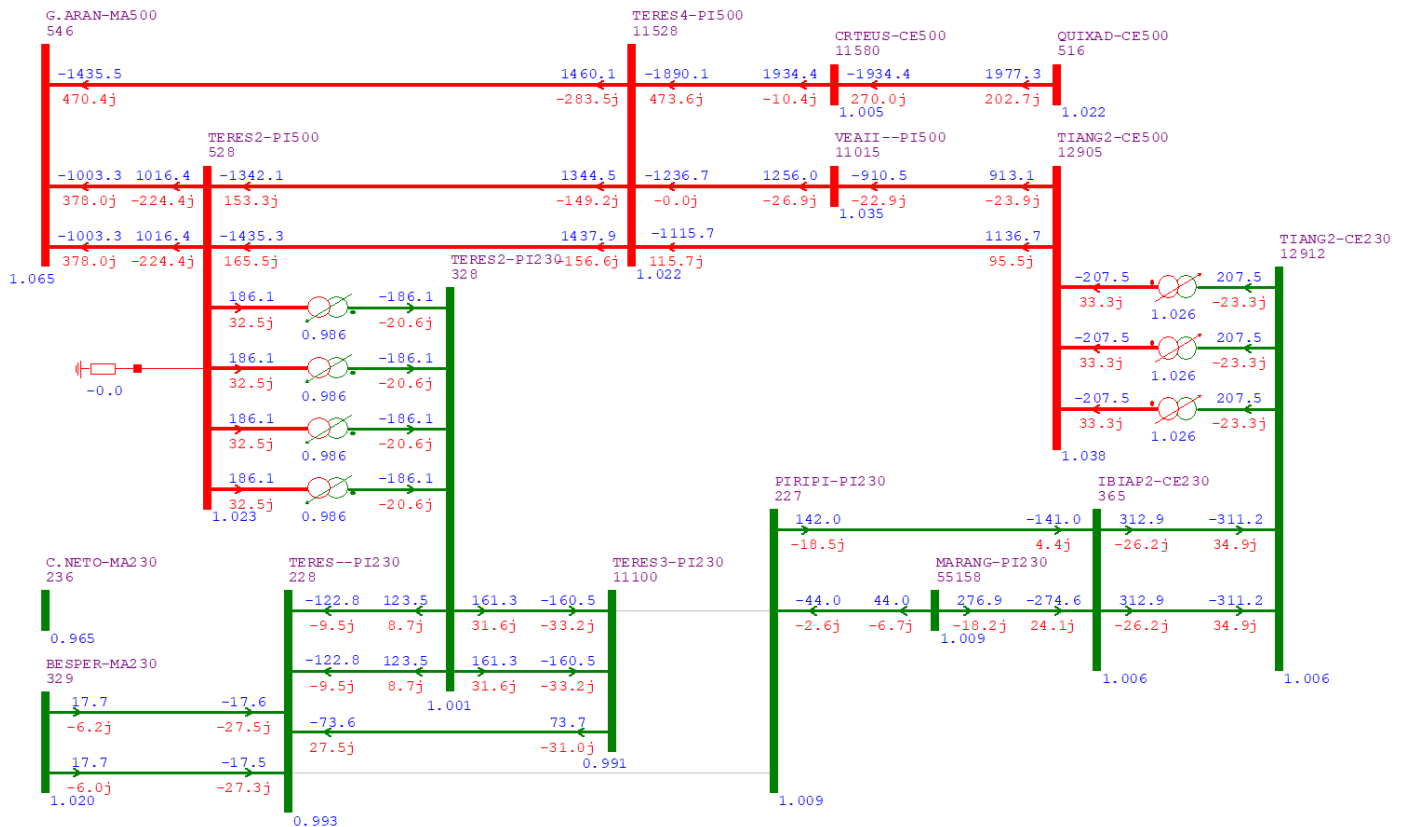 G.ARAN-MA500
546
TERES4-PI500
11528
CRTEUS-CE500
11580
QUIXAD-CE500
516
-1435.5 1460.1 -1890.1 1934.4 -1934.4 1977.3
470.4j -283.5j 473.6j -10.4j 270.0j 202.7j
1.005 1.022
TERES2-PI500
528
VEAII--PI500
11015
TIANG2-CE500
12905
-1003.3 1016.4 -1342.1 1344.5 -1236.7 1256.0 -910.5 913.1
378.0j -224.4j 153.3j -149.2j -0.0j -26.9j -22.9j -23.9j
1.035
-1003.3 1016.4 -1435.3 1437.9 -1115.7 1136.7
378.0j -224.4j 165.5j -156.6j 115.7j 95.5j
1.065 1.022
TERES2-PI230
328
TIANG2-CE230
12912
-207.5 207.5
33.3j -23.3j
1.026
186.1 -186.1
32.5j -20.6j
0.986
-207.5 207.5
33.3j -23.3j
1.026
186.1 -186.1
32.5j -20.6j
0.986
-0.0
-207.5 207.5
33.3j -23.3j
1.026
186.1 -186.1
32.5j -20.6j
0.986
1.038
186.1 -186.1
32.5j -20.6j
1.023 0.986
PIRIPI-PI230
227
IBIAP2-CE230
365
142.0 -141.0 312.9 -311.2
-18.5j 4.4j -26.2j 34.9j
C.NETO-MA230
236
TERES--PI230
228
TERES3-PI230
11100
MARANG-PI230
55158
-122.8 123.5 161.3 -160.5 -44.0 44.0 276.9 -274.6 312.9 -311.2
-9.5j 8.7j 31.6j -33.2j -2.6j -6.7j -18.2j 24.1j -26.2j 34.9j
0.965 1.009
BESPER-MA230
329
-122.8 123.5 161.3 -160.5
-9.5j 8.7j 31.6j -33.2j
1.006 1.006
1.001
17.7 -17.6
-6.2j -27.5j
-73.6 73.7
27.5j -31.0j
0.991
17.7 -17.5
-6.0j -27.3j
1.020 1.009
0.993